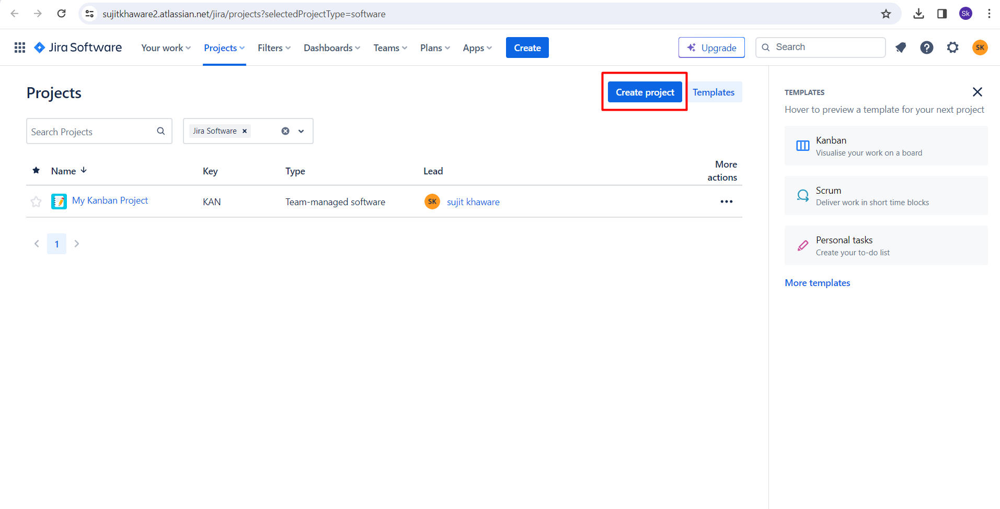 sujitkhaware2.atlassian.net/jira/projects?selectedProjectType=software
Sk
Jira Software
Your work
Projects
Filters
Dashboards
Teams
Plans
Apps
Create
Upgrade
Search
SK
Projects
Create project
Templates
Search Projects
Jira Software
Name
Key
Type
Lead
More
actions
My Kanban Project
KAN
Team-managed software
SK
sujit khaware
1
TEMPLATES
Hover to preview a template for your next project
Kanban
Visualise your work on a board
Scrum
Deliver work in short time blocks
Personal tasks
Create your to-do list
More templates